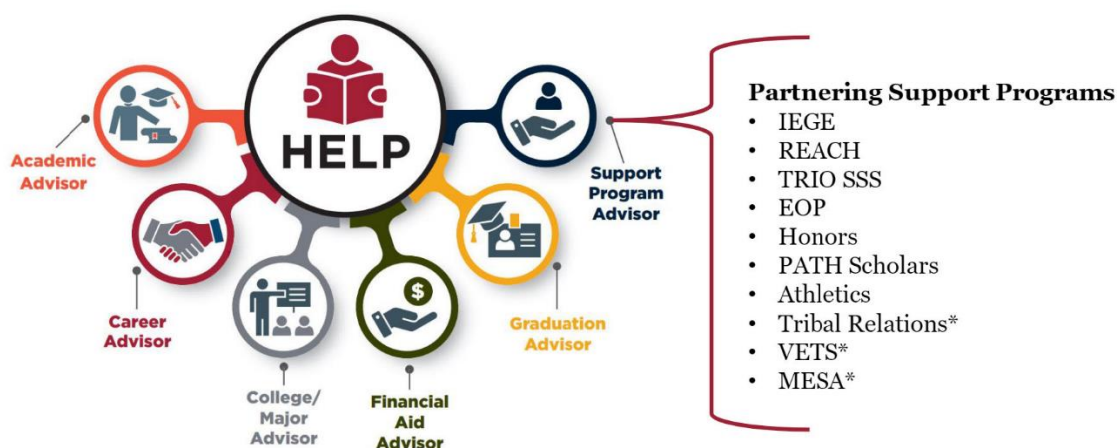 HELP
Academic
Advisor
Career
Advisor
College/
Major
Advisor
$
Financial
Aid
Advisor
Graduation
Advisor
Support
Program
Advisor
Partnering Support Programs
• IEGE
• REACH
• TRIO SSS
• EOP
• Honors
• PATH Scholars
• Athletics
• Tribal Relations*
• VETS*
• MESA*